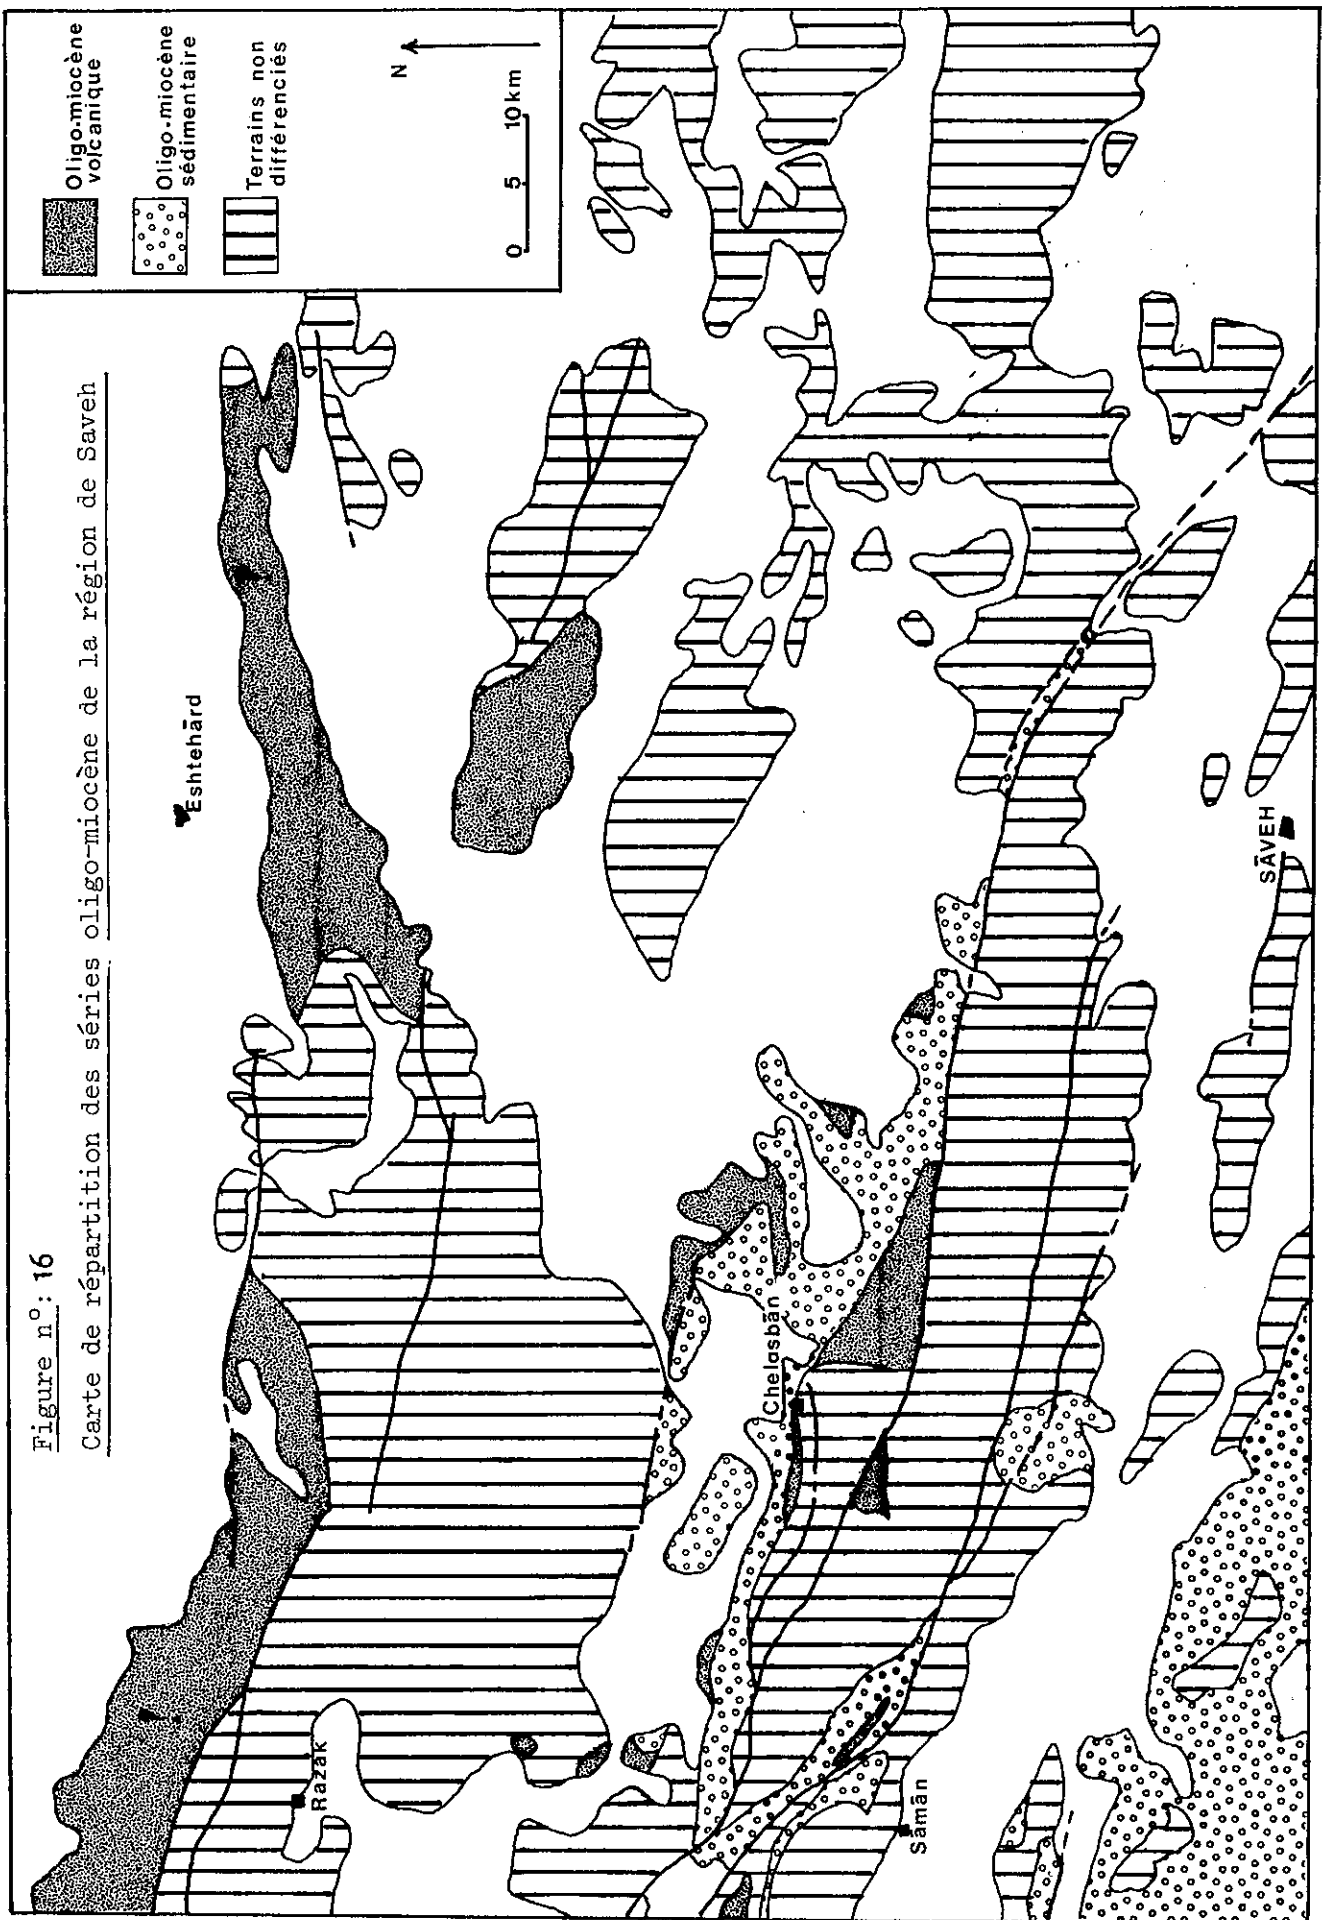 Figure n°: 16
Carte de répartition des séries oligo-miocène de la région de Saveh
Oligo-miocène
volcanique
Oligo-miocène
sédimentaire
Terrains non
différenciés
N
0 5 10 km
Eshtehārd
Razak
Chelasbān
Sāmān
SĀVEH